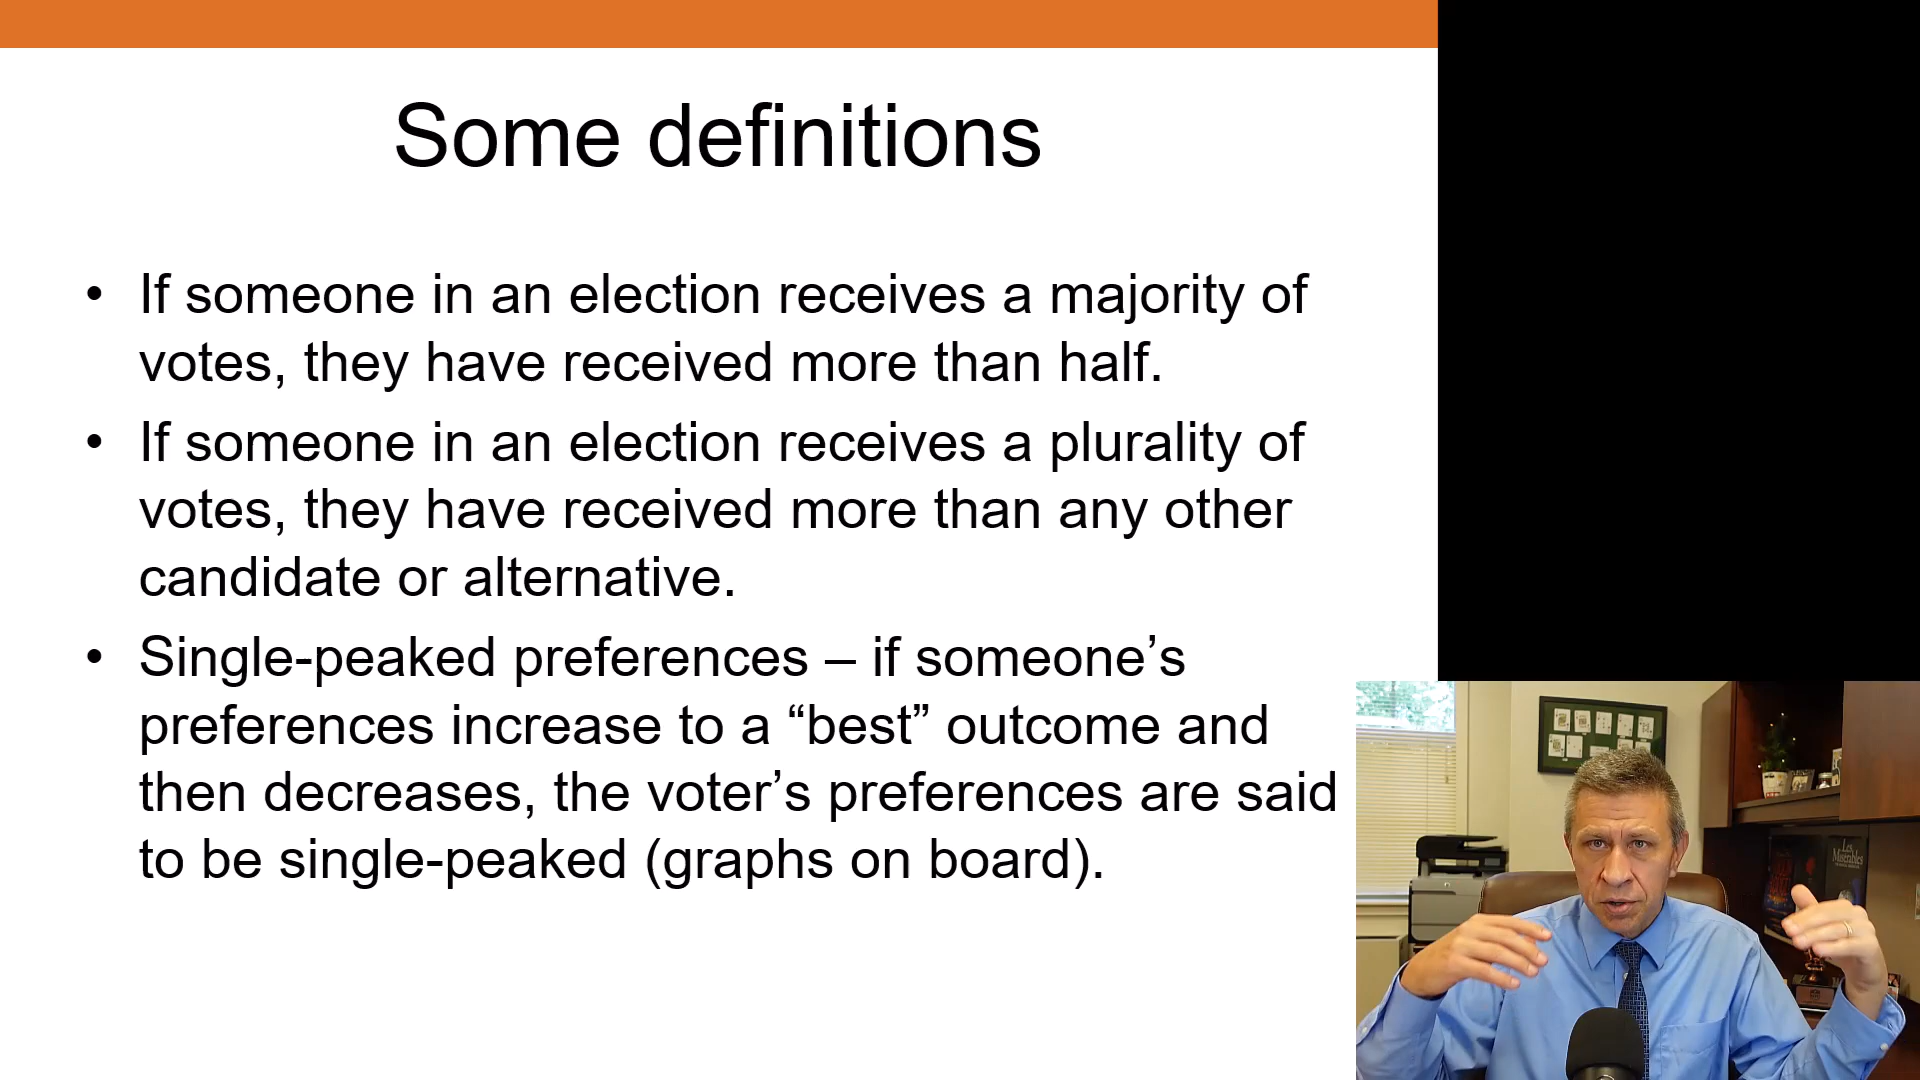 Some definitions
• If someone in an election receives a majority of
votes, they have received more than half.
• If someone in an election receives a plurality of
votes, they have received more than any other
candidate or alternative.
• Single-peaked preferences – if someone’s
preferences increase to a “best” outcome and
then decreases, the voter’s preferences are said
to be single-peaked (graphs on board).
Les
Misérables